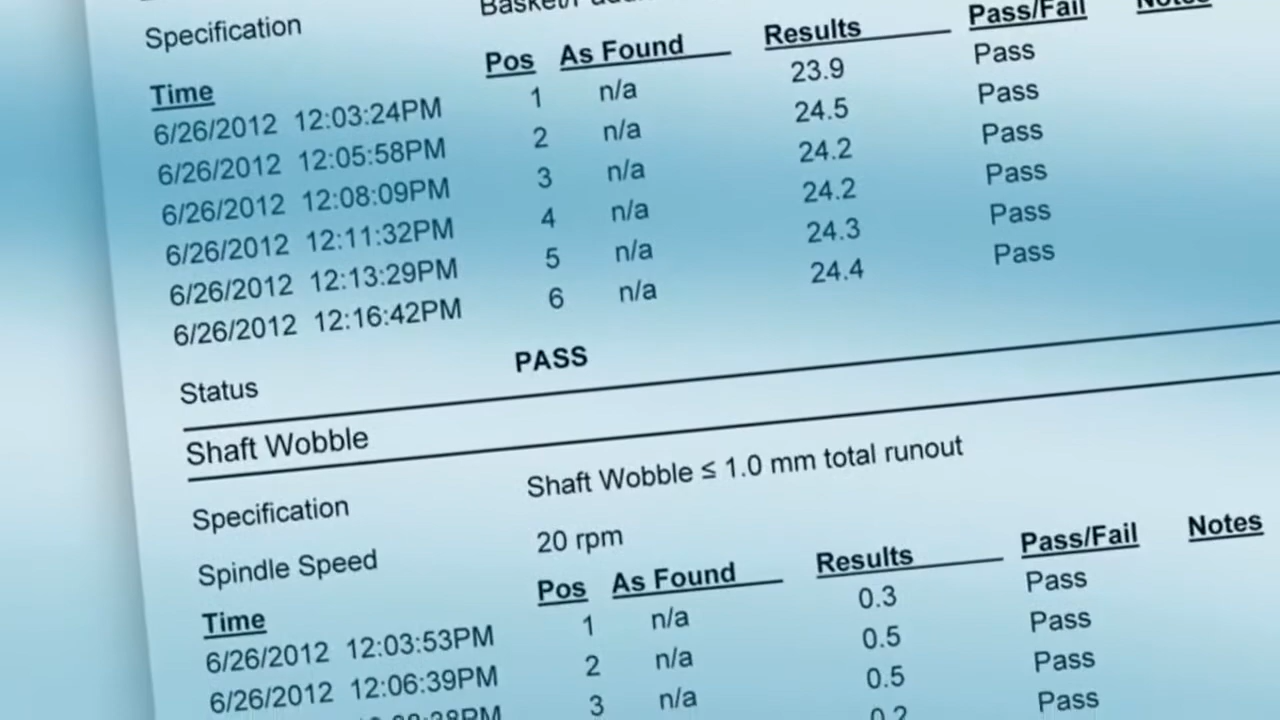 Specification
Time Pos As Found Results Pass/Fail Notes
6/26/2012 12:03:24PM 1 n/a 23.9 Pass
6/26/2012 12:05:58PM 2 n/a 24.5 Pass
6/26/2012 12:08:09PM 3 n/a 24.2 Pass
6/26/2012 12:11:32PM 4 n/a 24.2 Pass
6/26/2012 12:13:29PM 5 n/a 24.3 Pass
6/26/2012 12:16:42PM 6 n/a 24.4 Pass
Status PASS
Shaft Wobble
Specification Shaft Wobble ≤ 1.0 mm total runout
Spindle Speed 20 rpm
Time Pos As Found Results Pass/Fail Notes
6/26/2012 12:03:53PM 1 n/a 0.3 Pass
6/26/2012 12:06:39PM 2 n/a 0.5 Pass
3 n/a 0.5 Pass
Pass